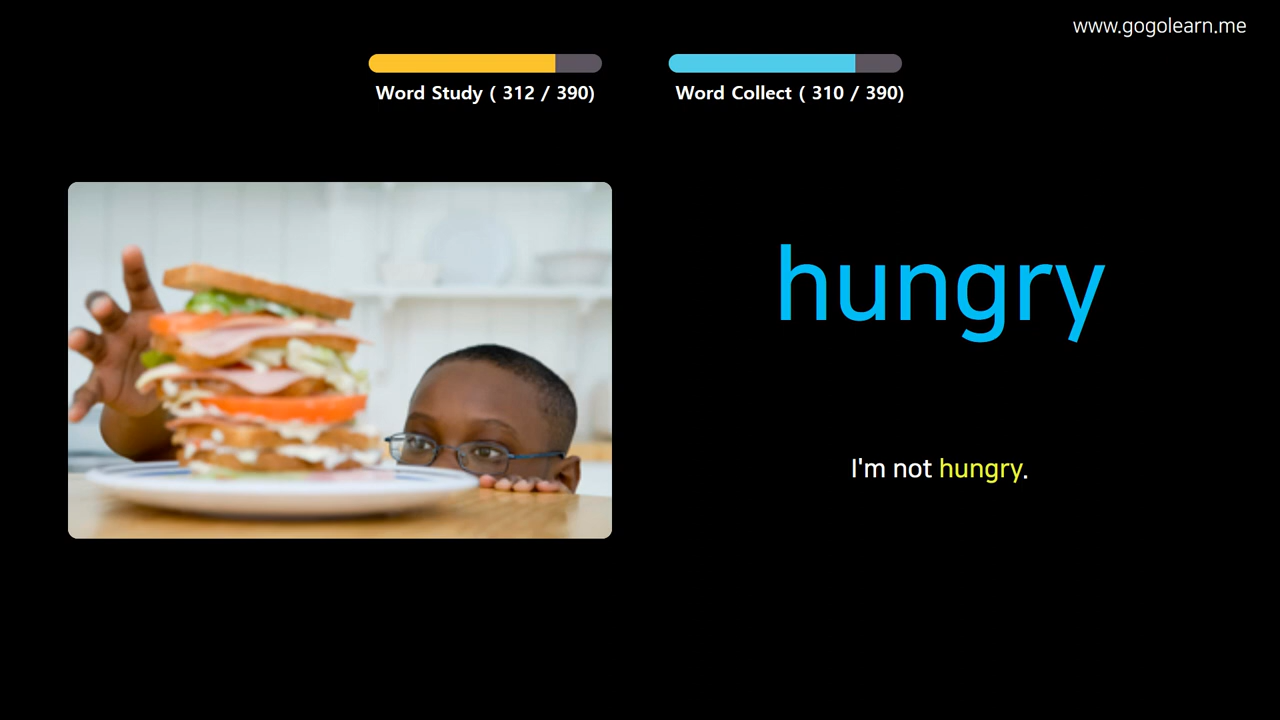 www.gogolearn.me
Word Study ( 312 / 390)
Word Collect ( 310 / 390)
hungry
I'm not hungry.